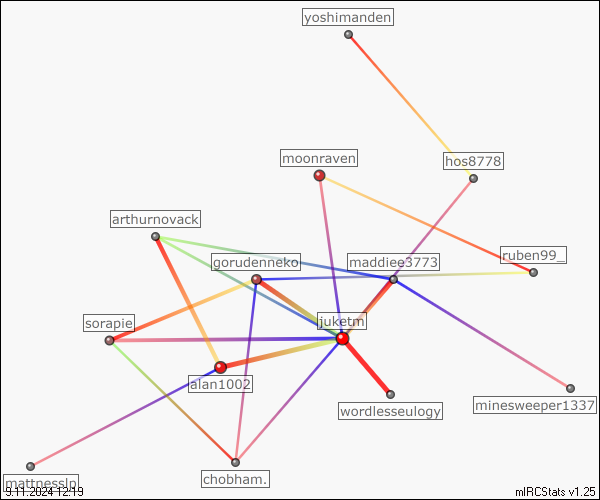 yoshimanden
moonraven
hos8778
arthurnovack
gorudenneko
maddiee3773
ruben99_
sorapie
juketm
alan1002
wordlesseulogy
minesweeper1337
mattnesslp
chobham.
9.11.2024 12:19
mIRCStats v1.25